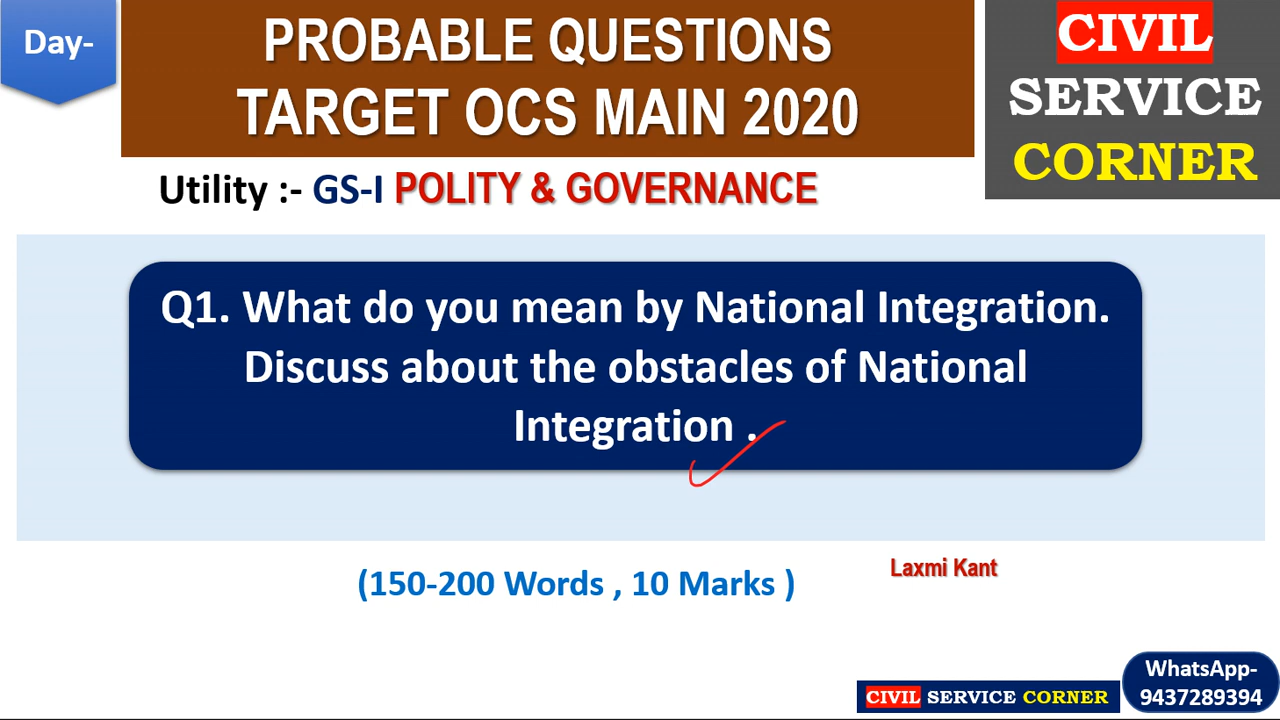 Day-
PROBABLE QUESTIONS
TARGET OCS MAIN 2020
CIVIL
SERVICE
CORNER
Utility :- GS-I POLITY & GOVERNANCE
Q1. What do you mean by National Integration.
Discuss about the obstacles of National
Integration .
(150-200 Words , 10 Marks )
Laxmi Kant
CIVIL SERVICE CORNER
WhatsApp-
9437289394